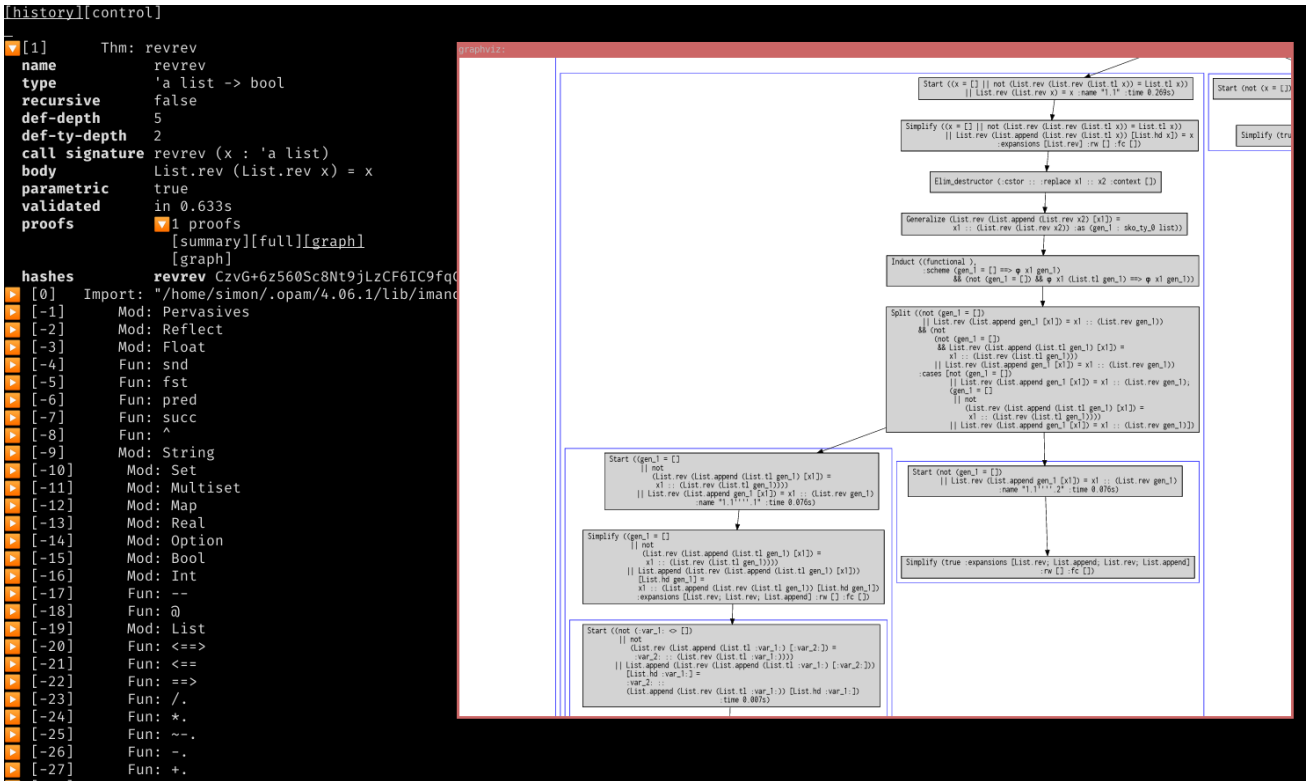 [history][control]
[1] Thm: revrev
name revrev
type 'a list -> bool
recursive false
def-depth 5
def-ty-depth 2
call signature revrev (x : 'a list)
body List.rev (List.rev x) = x
parametric true
validated in 0.633s
proofs 1 proofs
[summary][full][graph]
[graph]
hashes revrev CzvG+6z560Sc8Nt9jLzCF6IC9fq
[0] Import: "/home/simon/.opam/4.06.1/lib/imand
[-1] Mod: Pervasives
[-2] Mod: Reflect
[-3] Mod: Float
[-4] Fun: snd
[-5] Fun: fst
[-6] Fun: pred
[-7] Fun: succ
[-8] Fun: ^
[-9] Mod: String
[-10] Mod: Set
[-11] Mod: Multiset
[-12] Mod: Map
[-13] Mod: Real
[-14] Mod: Option
[-15] Mod: Bool
[-16] Mod: Int
[-17] Fun: --
[-18] Fun: @
[-19] Mod: List
[-20] Fun: <==>
[-21] Fun: <==
[-22] Fun: ==>
[-23] Fun: /.
[-24] Fun: *.
[-25] Fun: ~-.
[-26] Fun: -.
[-27] Fun: +.
graphviz:
Start ((x = [] || not (List.rev (List.rev (List.tl x)) = List.tl x))
|| List.rev (List.rev x) = x :name "1.1" :time 0.269s)
Start (not (x = [])
Simplify ((x = [] || not (List.rev (List.rev (List.tl x)) = List.tl x))
|| List.rev (List.append (List.rev (List.tl x)) [List.hd x]) = x
:expansions [List.rev] :rw [] :fc [])
Simplify (tru
Elim_destructor (:cstor :: :replace x1 :: x2 :context [])
Generalize (List.rev (List.append (List.rev x2) [x1]) =
x1 :: (List.rev (List.rev x2)) :as (gen_1 : sko_ty_0 list))
Induct ((functional ),
:scheme (gen_1 = [] ==> φ x1 gen_1)
&& (not (gen_1 = []) && φ x1 (List.tl gen_1) ==> φ x1 gen_1))
Split ((not (gen_1 = [])
|| List.rev (List.append gen_1 [x1]) = x1 :: (List.rev gen_1))
&& (not
(not (gen_1 = [])
&& List.rev (List.append (List.tl gen_1) [x1]) =
x1 :: (List.rev (List.tl gen_1)))
|| List.rev (List.append gen_1 [x1]) = x1 :: (List.rev gen_1))
:cases [not (gen_1 = [])
|| List.rev (List.append gen_1 [x1]) = x1 :: (List.rev gen_1);
(gen_1 = []
|| not
(List.rev (List.append (List.tl gen_1) [x1]) =
x1 :: (List.rev (List.tl gen_1))))
|| List.rev (List.append gen_1 [x1]) = x1 :: (List.rev gen_1)])
Start ((gen_1 = []
|| not
(List.rev (List.append (List.tl gen_1) [x1]) =
x1 :: (List.rev (List.tl gen_1))))
|| List.rev (List.append gen_1 [x1]) = x1 :: (List.rev gen_1)
:name "1.1''''.1" :time 0.076s)
Start (not (gen_1 = [])
|| List.rev (List.append gen_1 [x1]) = x1 :: (List.rev gen_1)
:name "1.1''''.2" :time 0.076s)
Simplify ((gen_1 = []
|| not
(List.rev (List.append (List.tl gen_1) [x1]) =
x1 :: (List.rev (List.tl gen_1))))
|| List.append (List.rev (List.append (List.tl gen_1) [x1]))
[List.hd gen_1] =
x1 :: (List.append (List.rev (List.tl gen_1)) [List.hd gen_1])
:expansions [List.rev; List.rev; List.append] :rw [] :fc [])
Simplify (true :expansions [List.rev; List.append; List.rev; List.append]
:rw [] :fc [])
Start ((not (:var_1: <> [])
|| not
(List.rev (List.append (List.tl :var_1:) [:var_2:]) =
:var_2: :: (List.rev (List.tl :var_1:))))
|| List.append (List.rev (List.append (List.tl :var_1:) [:var_2:]))
[List.hd :var_1:] =
:var_2: ::
(List.append (List.rev (List.tl :var_1:)) [List.hd :var_1:])
:time 0.007s)